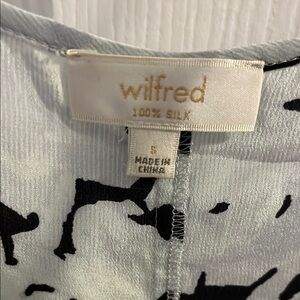 wilfred
100% SILK
S
MADE IN
CHINA